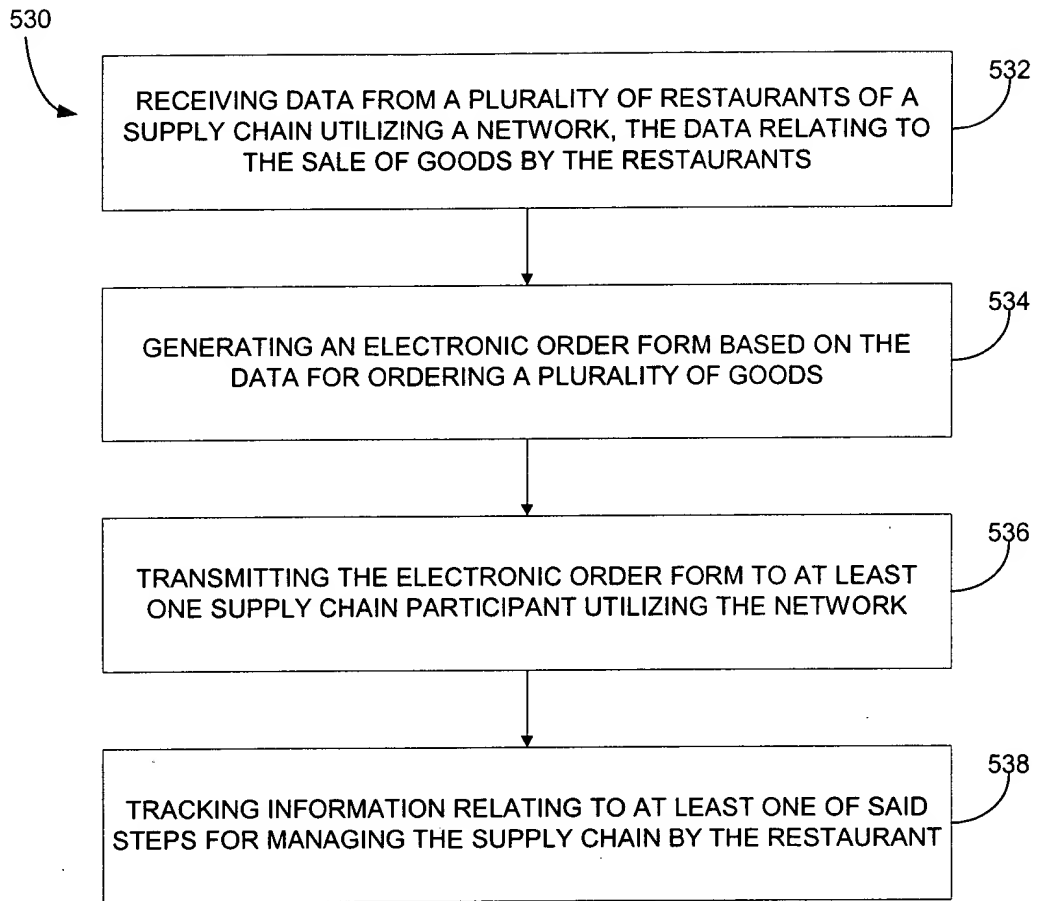 530
532
RECEIVING DATA FROM A PLURALITY OF RESTAURANTS OF A
SUPPLY CHAIN UTILIZING A NETWORK, THE DATA RELATING TO
THE SALE OF GOODS BY THE RESTAURANTS
534
GENERATING AN ELECTRONIC ORDER FORM BASED ON THE
DATA FOR ORDERING A PLURALITY OF GOODS
536
TRANSMITTING THE ELECTRONIC ORDER FORM TO AT LEAST
ONE SUPPLY CHAIN PARTICIPANT UTILIZING THE NETWORK
538
TRACKING INFORMATION RELATING TO AT LEAST ONE OF SAID
STEPS FOR MANAGING THE SUPPLY CHAIN BY THE RESTAURANT